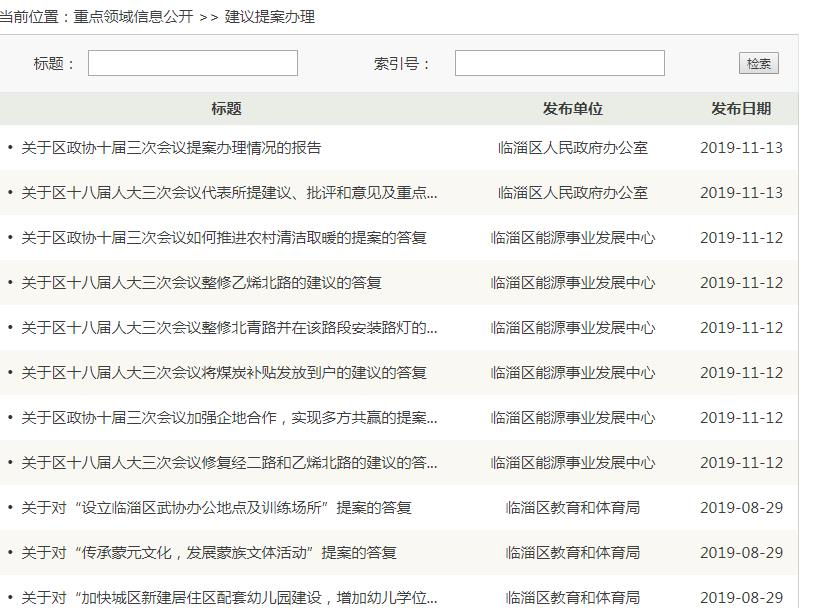 当前位置：重点领域信息公开 >> 建议提案办理
标题： 索引号： 检索
标题 发布单位 发布日期
• 关于区政协十届三次会议提案办理情况的报告 临淄区人民政府办公室 2019-11-13
• 关于区十八届人大三次会议代表所提建议、批评和意见及重点... 临淄区人民政府办公室 2019-11-13
• 关于区政协十届三次会议如何推进农村清洁取暖的提案的答复 临淄区能源事业发展中心 2019-11-12
• 关于区十八届人大三次会议整修乙烯北路的建议的答复 临淄区能源事业发展中心 2019-11-12
• 关于区十八届人大三次会议整修北青路并在该路段安装路灯的... 临淄区能源事业发展中心 2019-11-12
• 关于区十八届人大三次会议将煤炭补贴发放到户的建议的答复 临淄区能源事业发展中心 2019-11-12
• 关于区政协十届三次会议加强企地合作，实现多方共赢的提案... 临淄区能源事业发展中心 2019-11-12
• 关于区十八届人大三次会议修复经二路和乙烯北路的建议的答... 临淄区能源事业发展中心 2019-11-12
• 关于对“设立临淄区武协办公地点及训练场所”提案的答复 临淄区教育和体育局 2019-08-29
• 关于对“传承蒙元文化，发展蒙族文体活动”提案的答复 临淄区教育和体育局 2019-08-29
• 关于对“加快城区新建居住区配套幼儿园建设，增加幼儿学位... 临淄区教育和体育局 2019-08-29